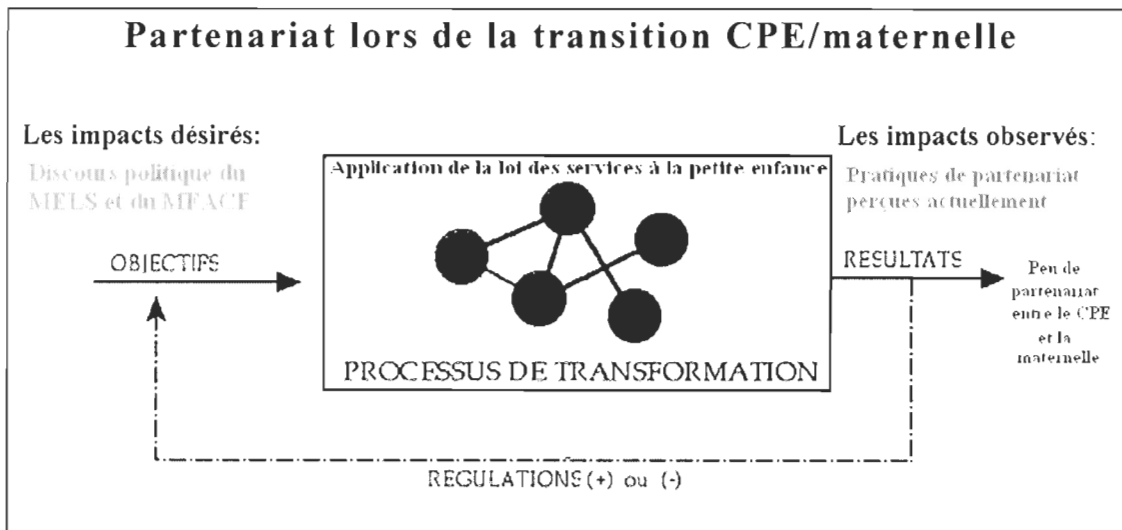 Partenariat lors de la transition CPE/maternelle
Les impacts désirés:
Discours politique du
MELS et du MFACF
OBJECTIFS
Application de la loi des services à la petite enfance
PROCESSUS DE TRANSFORMATION
Les impacts observés:
Pratiques de partenariat
perçues actuellement
RESULTATS
Peu de
partenariat
entre le CPE
et la
maternelle
REGULATIONS (+) ou (-)